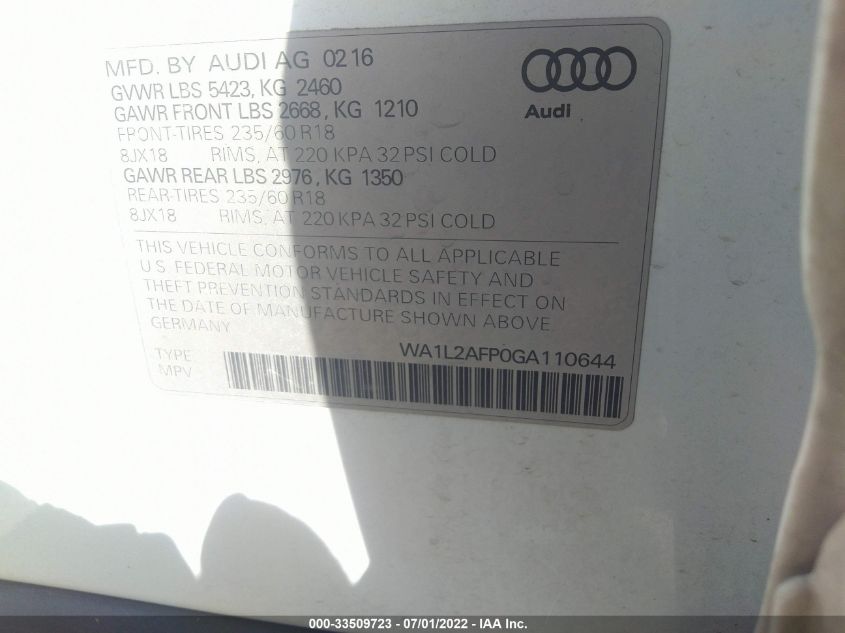 MFD. BY AUDI AG 02 16
GVWR LBS 5423, KG 2460
GAWR FRONT LBS 2668, KG 1210
FRONT-TIRES 235/60 R18
8JX18 RIMS, AT 220 KPA 32 PSI COLD
GAWR REAR LBS 2976, KG 1350
REAR-TIRES 235/60 R18
8JX18 RIMS, AT 220 KPA 32 PSI COLD
Audi
THIS VEHICLE CONFORMS TO ALL APPLICABLE
U.S. FEDERAL MOTOR VEHICLE SAFETY AND
THEFT PREVENTION STANDARDS IN EFFECT ON
THE DATE OF MANUFACTURE SHOWN ABOVE
GERMANY
TYPE WA1L2AFP0GA110644
MPV
000-33509723 - 07/01/2022 - IAA Inc.